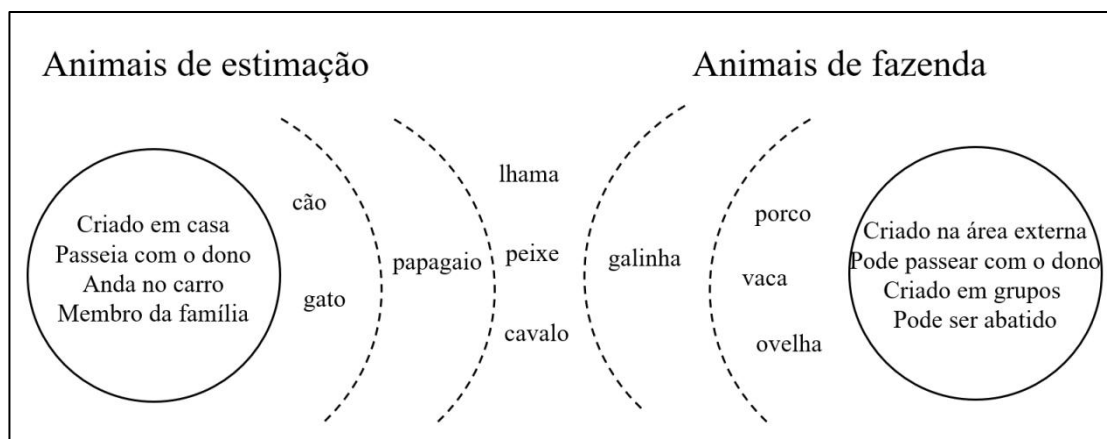 Animais de estimação
Animais de fazenda
Criado em casa
Passeia com o dono
Anda no carro
Membro da família
cão
gato
papagaio
lhama
peixe
cavalo
galinha
porco
vaca
ovelha
Criado na área externa
Pode passear com o dono
Criado em grupos
Pode ser abatido